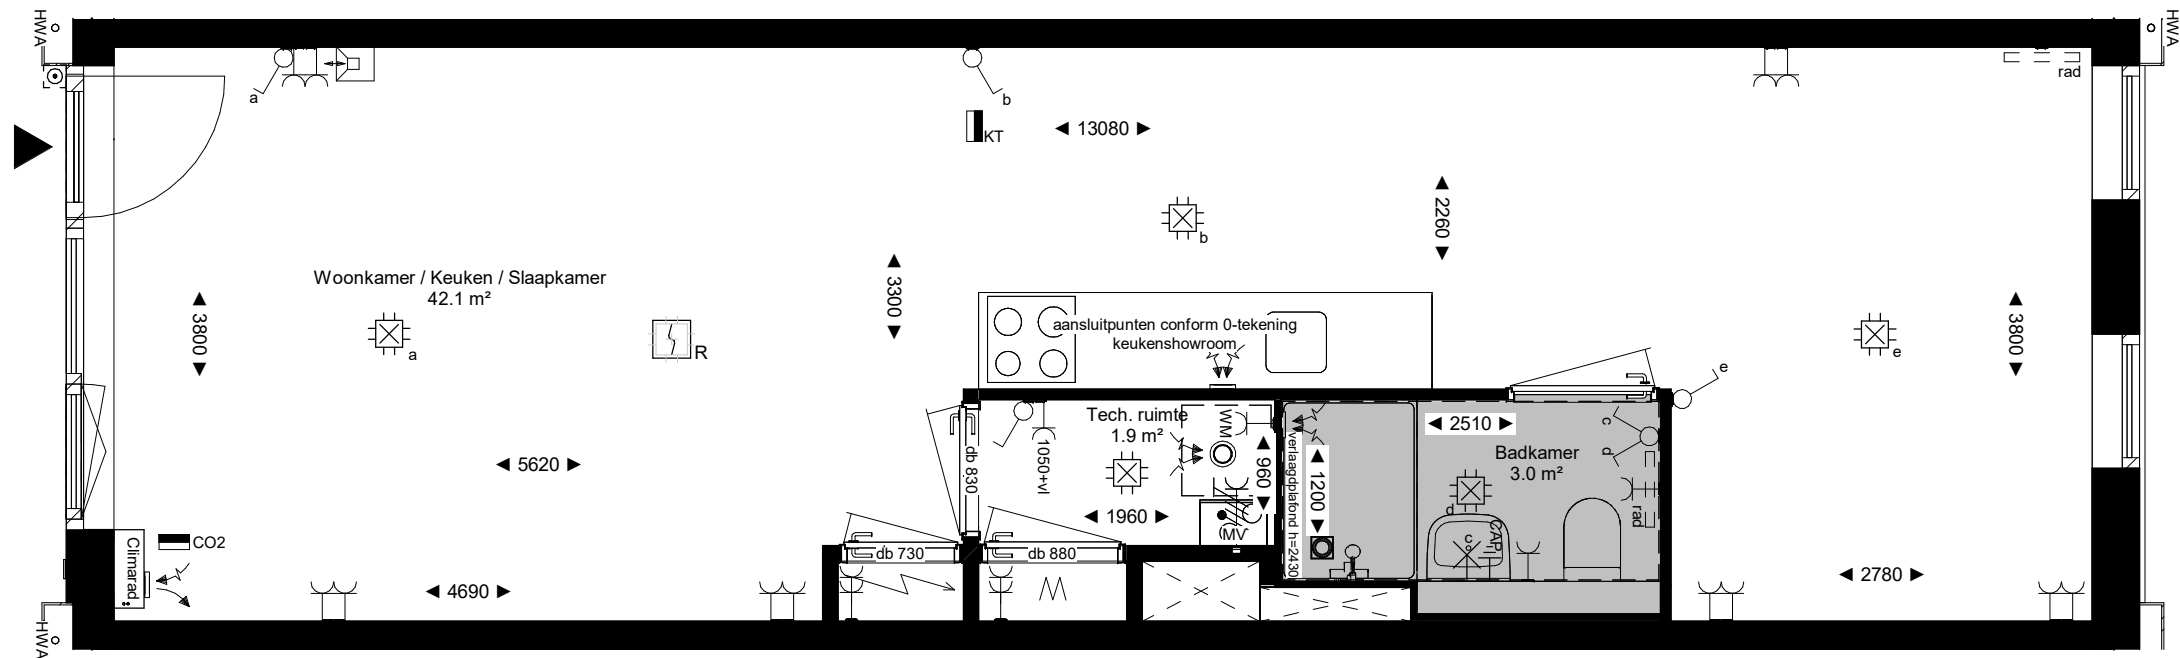 HWA
HWA
a
b
rad
KT
◄ 13080 ►
◄ 2260 ►
b
Woonkamer / Keuken / Slaapkamer
42.1 m²
◄ 3300 ►
◄ 3800 ►
a
R
aansluitpunten conform 0-tekening
keukenshowroom
e
◄ 3800 ►
e
Tech. ruimte
1.9 m²
WM
◄ 2510 ►
c
d
Badkamer
3.0 m²
◄ 5620 ►
db 830
1050+vl
◄ 960 ►
verlaagdplafond h=2430
◄ 1200 ►
d
rad
◄ 1960 ►
MV
c
CAP
CO2
Climarad
db 730
db 880
◄ 4690 ►
◄ 2780 ►
HWA